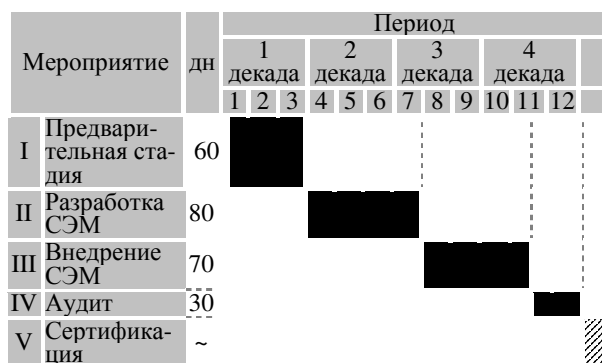 Период
Мероприятие дн
1 2 3 4
декада декада декада декада
1 2 3 4 5 6 7 8 9 10 11 12
I Предвари-
тельная ста-
дия 60
II Разработка
СЭМ 80
III Внедрение
СЭМ 70
IV Аудит 30
V Сертифика-
ция ~